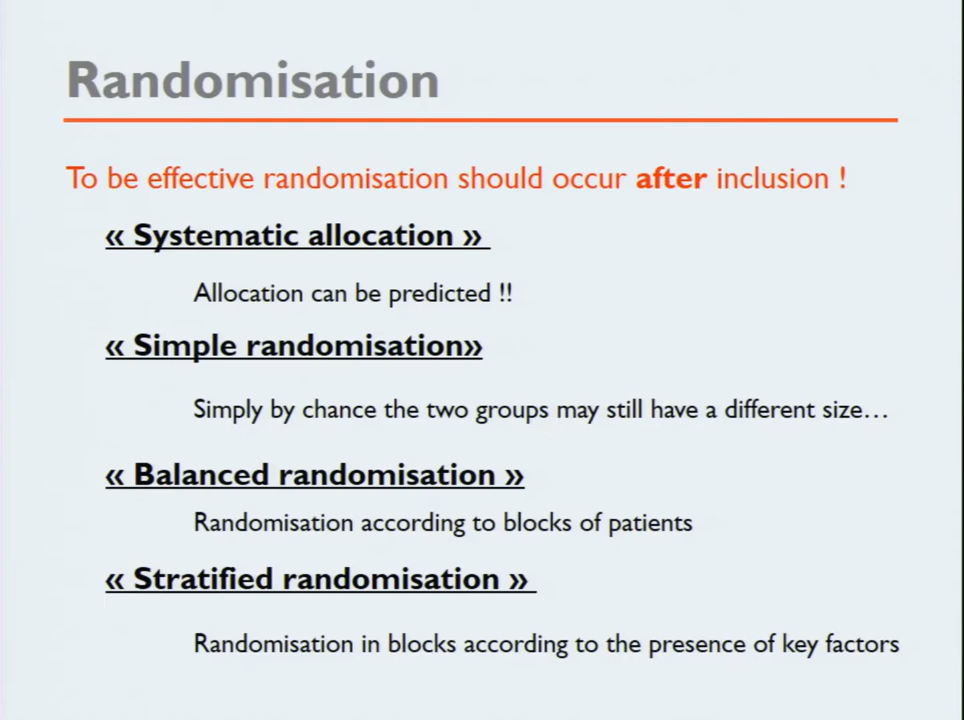 Randomisation
To be effective randomisation should occur after inclusion !
« Systematic allocation »
Allocation can be predicted !!
« Simple randomisation»
Simply by chance the two groups may still have a different size…
« Balanced randomisation »
Randomisation according to blocks of patients
« Stratified randomisation »
Randomisation in blocks according to the presence of key factors